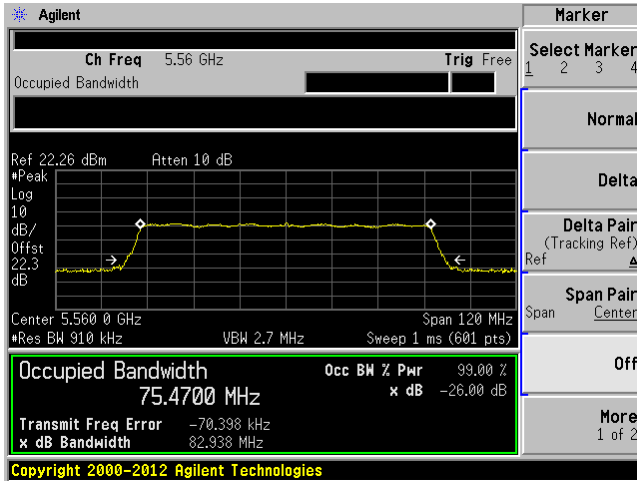 Agilent
Marker
Ch Freq 5.56 GHz Trig Free
Occupied Bandwidth
Select Marker
1 2 3 4
Normal
Delta
Delta Pair
(Tracking Ref)
Ref Δ
Span Pair
Span Center
Off
More
1 of 2
Ref 22.26 dBm Atten 10 dB
#Peak
Log
10
dB/
Offst
22.3
dB
Center 5.560 0 GHz Span 120 MHz
#Res BW 910 kHz VBW 2.7 MHz Sweep 1 ms (601 pts)
Occupied Bandwidth Occ BW % Pwr 99.00 %
75.4700 MHz x dB -26.00 dB
Transmit Freq Error -70.398 kHz
x dB Bandwidth 82.938 MHz
Copyright 2000-2012 Agilent Technologies